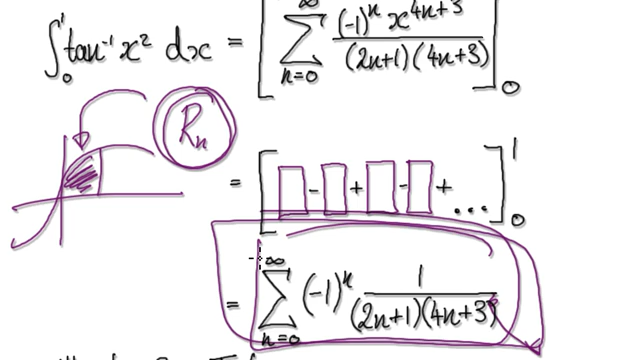 ∫₀¹ tan⁻¹ x² dx = [ ∑_{n=0}^{∞} (-1)ⁿ x^{4n+3} / (2n+1)(4n+3) ]₀
Rₙ
= [ □ - □ + □ - □ + ... ]₀¹
= ∑_{n=0}^{∞} (-1)ⁿ 1 / (2n+1)(4n+3)